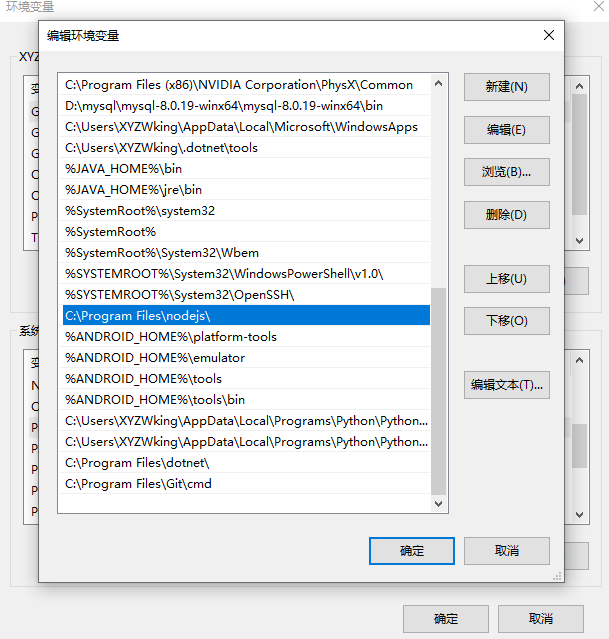 环境变量
编辑环境变量
XYZ
C:\Program Files (x86)\NVIDIA Corporation\PhysX\Common
D:\mysql\mysql-8.0.19-winx64\mysql-8.0.19-winx64\bin
C:\Users\XYZWking\AppData\Local\Microsoft\WindowsApps
C:\Users\XYZWking\.dotnet\tools
%JAVA_HOME%\bin
%JAVA_HOME%\jre\bin
%SystemRoot%\system32
%SystemRoot%
%SystemRoot%\System32\Wbem
%SYSTEMROOT%\System32\WindowsPowerShell\v1.0\
%SYSTEMROOT%\System32\OpenSSH\
C:\Program Files\nodejs\
%ANDROID_HOME%\platform-tools
%ANDROID_HOME%\emulator
%ANDROID_HOME%\tools
%ANDROID_HOME%\tools\bin
C:\Users\XYZWking\AppData\Local\Programs\Python\Python...
C:\Users\XYZWking\AppData\Local\Programs\Python\Python...
C:\Program Files\dotnet\
C:\Program Files\Git\cmd
新建(N)
编辑(E)
浏览(B)...
删除(D)
上移(U)
下移(O)
编辑文本(T)...
确定
取消
系统
确定
取消